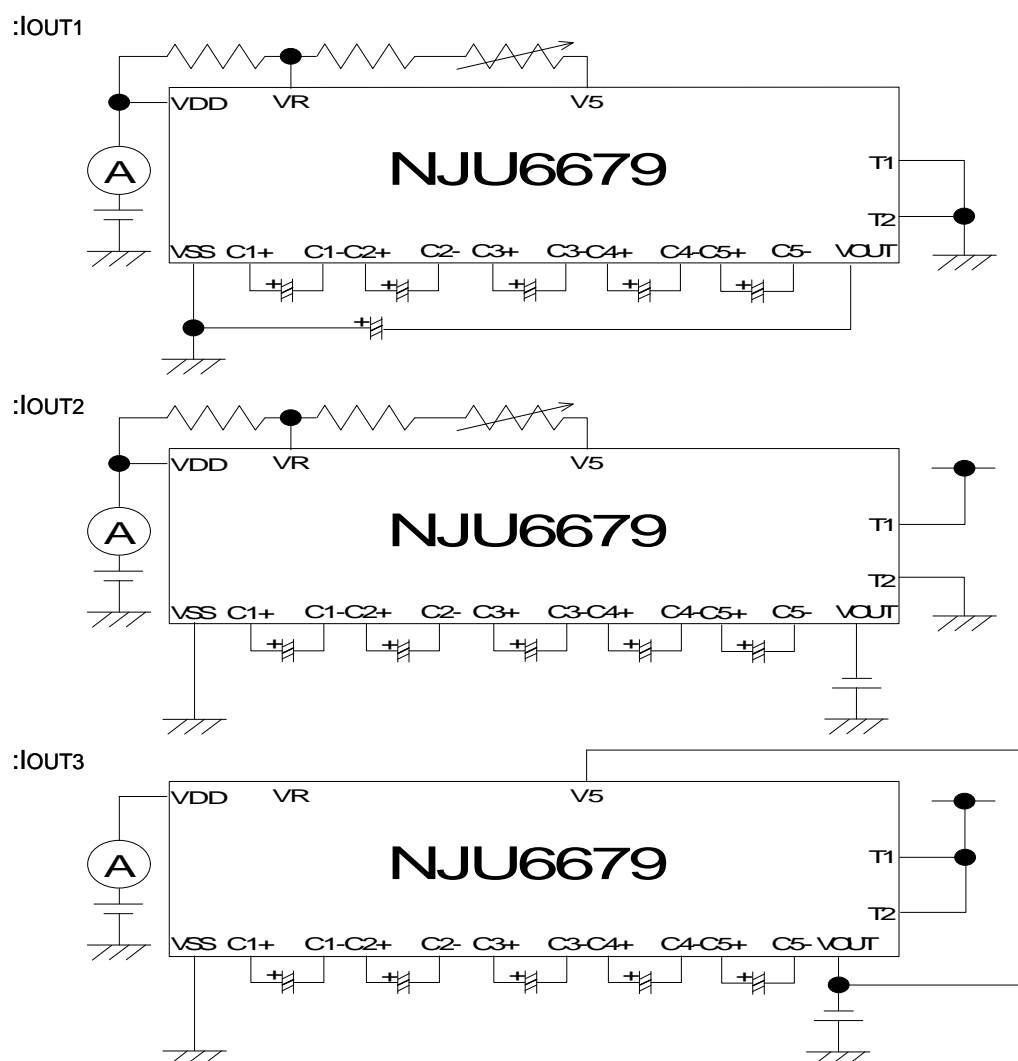 :IOUT1
VDD VR V5
A
NJU6679
T1
T2
VSS C1+ C1- C2+ C2- C3+ C3- C4+ C4- C5+ C5- VOUT
+ + + + +
+
:IOUT2
VDD VR V5
A
NJU6679
T1
T2
VSS C1+ C1- C2+ C2- C3+ C3- C4+ C4- C5+ C5- VOUT
+ + + + +
:IOUT3
VDD VR V5
A
NJU6679
T1
T2
VSS C1+ C1- C2+ C2- C3+ C3- C4+ C4- C5+ C5- VOUT
+ + + + +